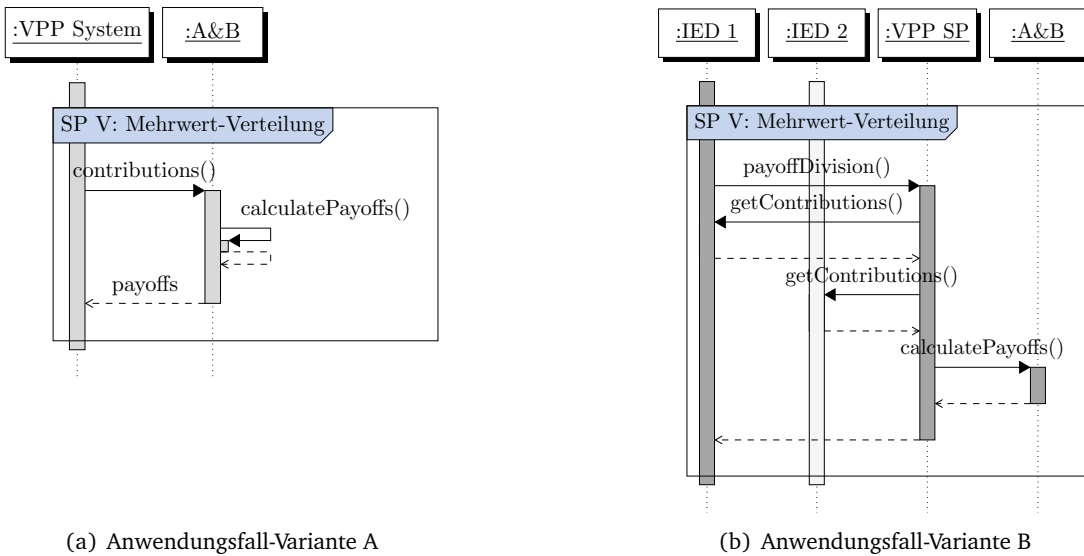 :VPP System
:A&B
SP V: Mehrwert-Verteilung
contributions()
calculatePayoffs()
payoffs
(a) Anwendungsfall-Variante A
:IED 1
:IED 2
:VPP SP
:A&B
SP V: Mehrwert-Verteilung
payoffDivision()
getContributions()
getContributions()
calculatePayoffs()
(b) Anwendungsfall-Variante B